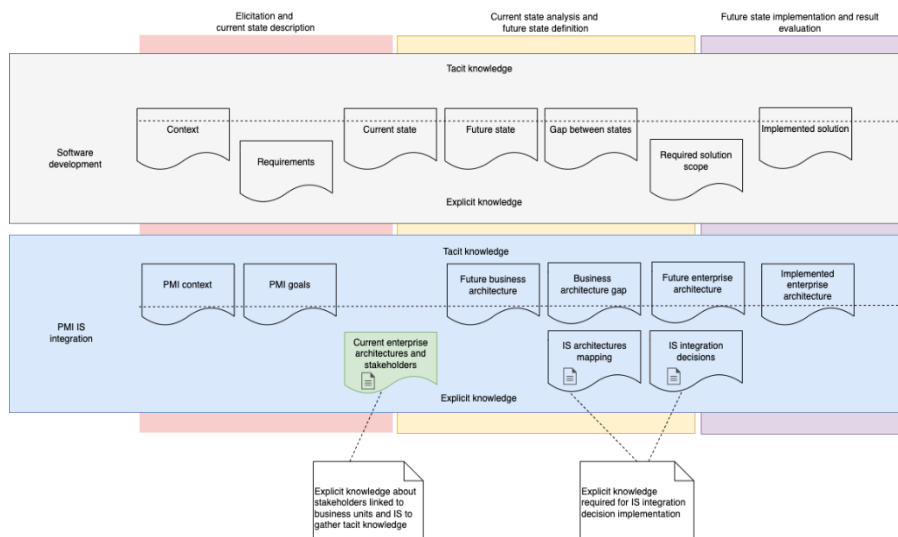 Elicitation and
current state description
Current state analysis and
future state definition
Future state implementation and result
evaluation
Tacit knowledge
Context
Current state
Future state
Gap between states
Implemented solution
Software
development
Requirements
Required solution
scope
Explicit knowledge
Tacit knowledge
PMI context
PMI goals
Future business
architecture
Business
architecture gap
Future enterprise
architecture
Implemented
enterprise
architecture
PMI IS
integration
Current enterprise
architectures and
stakeholders
IS architectures
mapping
IS integration
decisions
Explicit knowledge
Explicit knowledge about
stakeholders linked to
business units and IS to
gather tacit knowledge
Explicit knowledge
required for IS integration
decision implementation